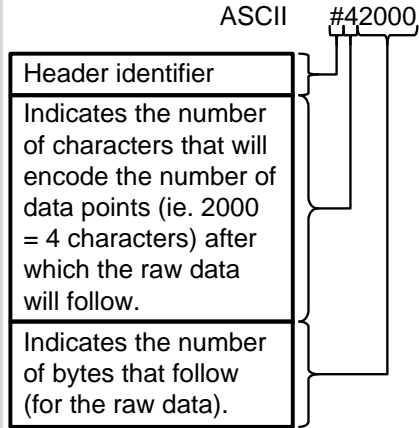 ASCII #42000
Header identifier
Indicates the number
of characters that will
encode the number of
data points (ie. 2000
= 4 characters) after
which the raw data
will follow.
Indicates the number
of bytes that follow
(for the raw data).